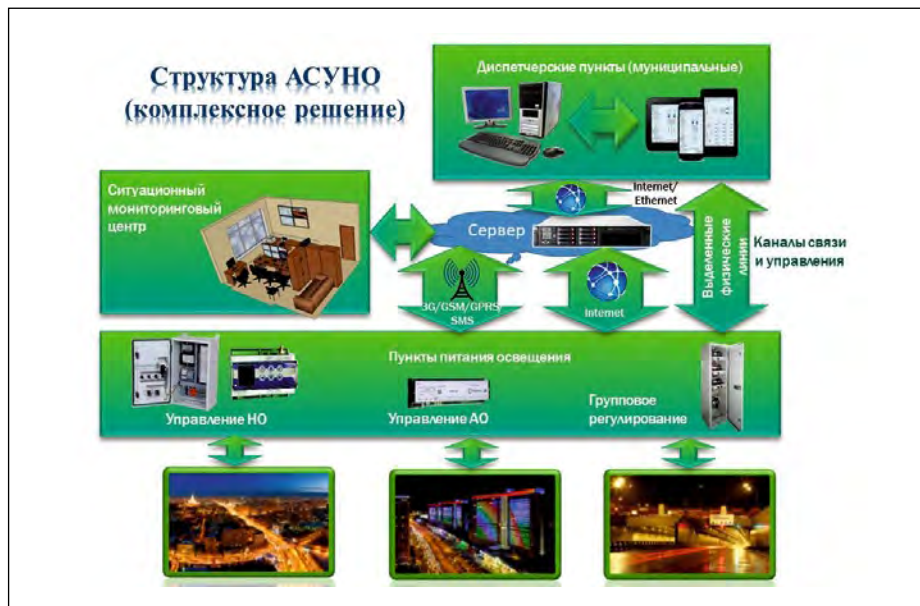 Структура АСУНО
(комплексное решение)
Диспетчерские пункты (муниципальные)
Ситуационный
мониторинговый
центр
Internet/
Ethernet
Сервер
Выделенные
физические
линии
Каналы связи
и управления
3G/GSM/GPRS/
SMS
Internet
Пункты питания освещения
Управление НО
Управление АО
Групповое
регулирование